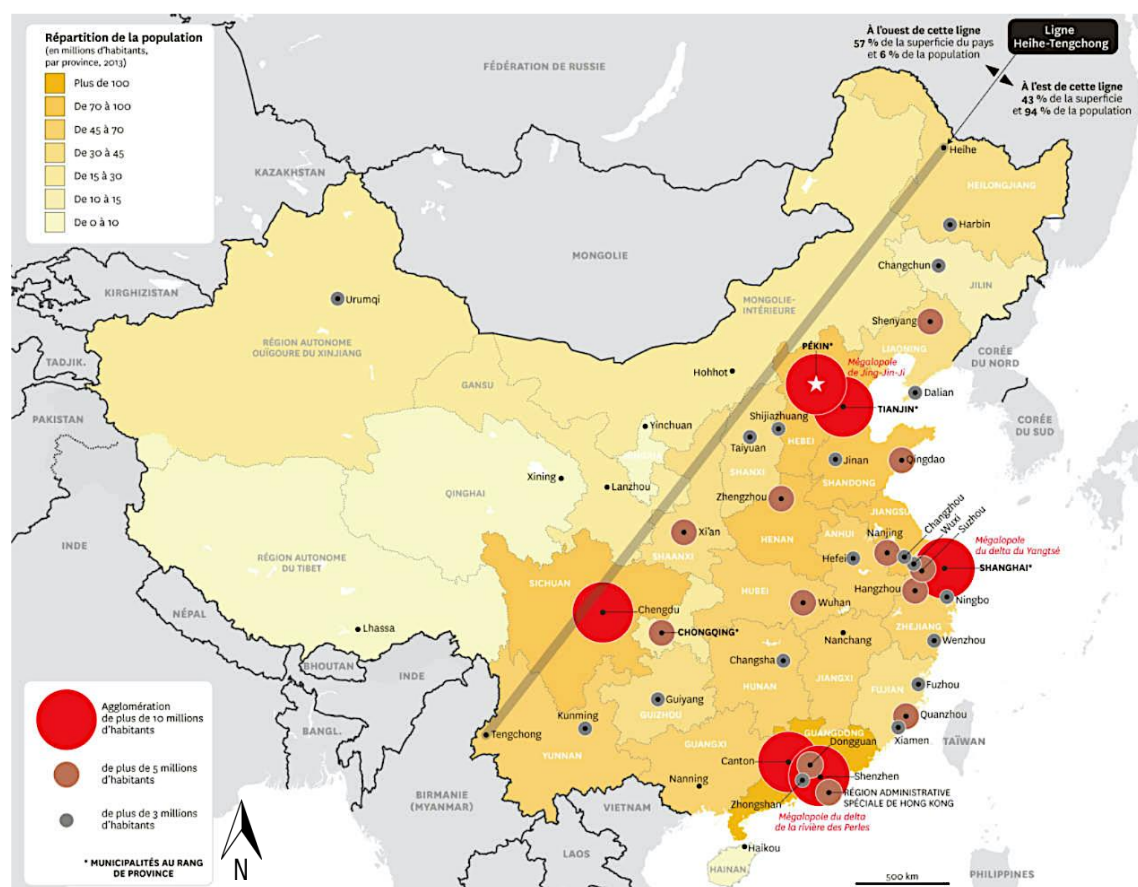 Répartition de la population
(en millions d'habitants,
par province, 2013)
Plus de 100
De 70 à 100
De 45 à 70
De 30 à 45
De 15 à 30
De 10 à 15
De 0 à 10
À l'ouest de cette ligne
57 % de la superficie du pays
et 6 % de la population
Ligne
Heihe-Tengchong
À l'est de cette ligne
43 % de la superficie
et 94 % de la population
FÉDÉRATION DE RUSSIE
KAZAKHSTAN
Heihe
HEILONGJIANG
Harbin
MONGOLIE
Changchun
JILIN
KIRGHIZISTAN
Urumqi
MONGOLIE-
INTÉRIEURE
Shenyang
LIAONING
RÉGION AUTONOME
OUÏGOURE DU XINJIANG
TADJIK.
PÉKIN*
Mégalopole
de Jing-Jin-Ji
CORÉE
DU NORD
GANSU
Hohhot
Dalian
TIANJIN*
PAKISTAN
Shijiazhuang
CORÉE
DU SUD
Yinchuan
Taiyuan
HEBEI
Jinan
Qingdao
Xining
Lanzhou
SHANXI
SHANDONG
QINGHAI
Zhengzhou
JIANGSU
Changzhou
Wuxi
Suzhou
Xi'an
SHAANXI
HENAN
ANHUI
Nanjing
Mégalopole
du delta du Yangtsé
INDE
RÉGION AUTONOME
DU TIBET
Hefei
SHANGHAI*
SICHUAN
HUBEI
Hangzhou
Ningbo
Chengdu
Wuhan
NÉPAL
Lhassa
CHONGQING*
Nanchang
ZHEJIANG
Wenzhou
BHOUTAN
Changsha
INDE
HUNAN
JIANGXI
Fuzhou
FUJIAN
Guiyang
GUIZHOU
Quanzhou
Kunming
Xiamen
TAÏWAN
Tengchong
YUNNAN
GUANGXI
GUANGDONG
Dongguan
BANGL.
Canton
Shenzhen
Nanning
RÉGION ADMINISTRATIVE
SPÉCIALE DE HONG KONG
BIRMANIE
(MYANMAR)
VIETNAM
Zhongshan
Mégalopole du delta
de la rivière des Perles
LAOS
Haikou
HAINAN
PHILIPPINES
500 km
Agglomération
de plus de 10 millions
d'habitants
de plus de 5 millions
d'habitants
de plus de 3 millions
d'habitants
* MUNICIPALITÉS AU RANG
DE PROVINCE
N